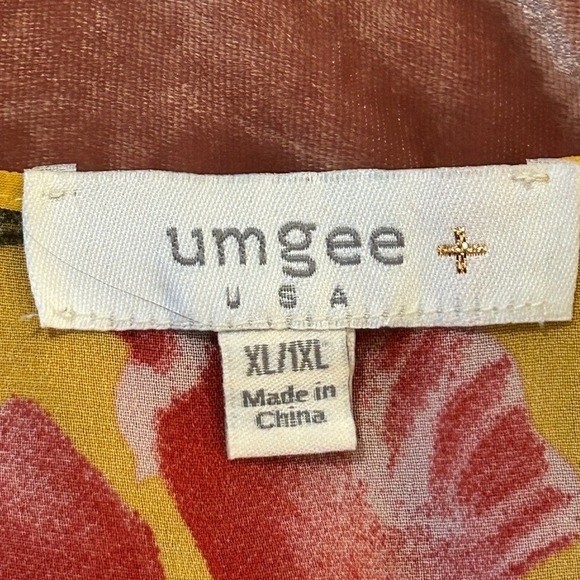 umgee +
USA
XL/1XL
Made in
China